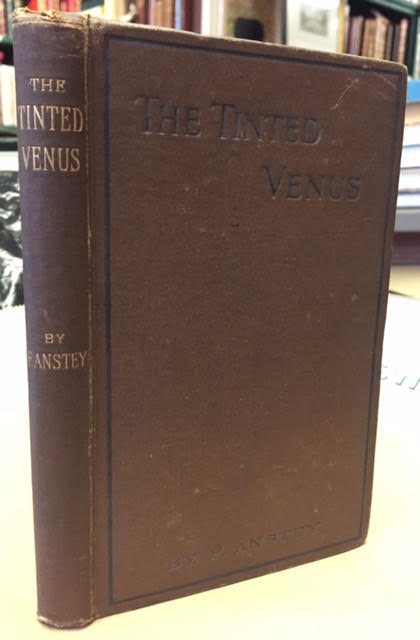 THE
TINTED
VENUS
BY
F. ANSTEY
THE TINTED
VENUS
BY F. ANSTEY